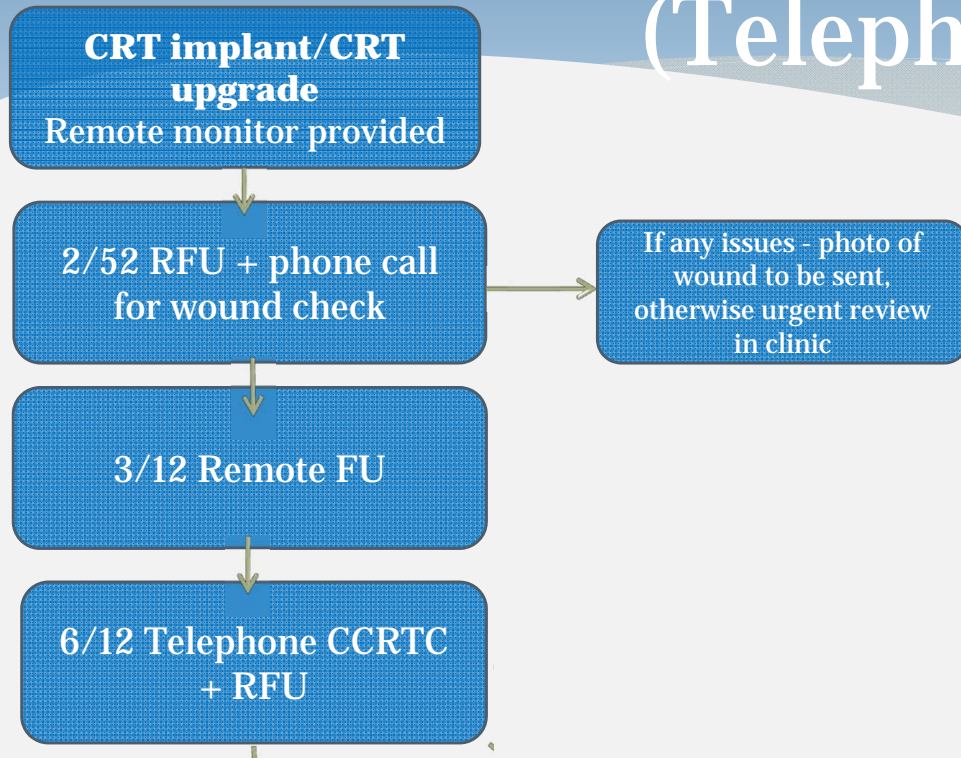 (Teleph
CRT implant/CRT
upgrade
Remote monitor provided
2/52 RFU + phone call
for wound check
If any issues - photo of
wound to be sent,
otherwise urgent review
in clinic
3/12 Remote FU
6/12 Telephone CCRTC
+ RFU